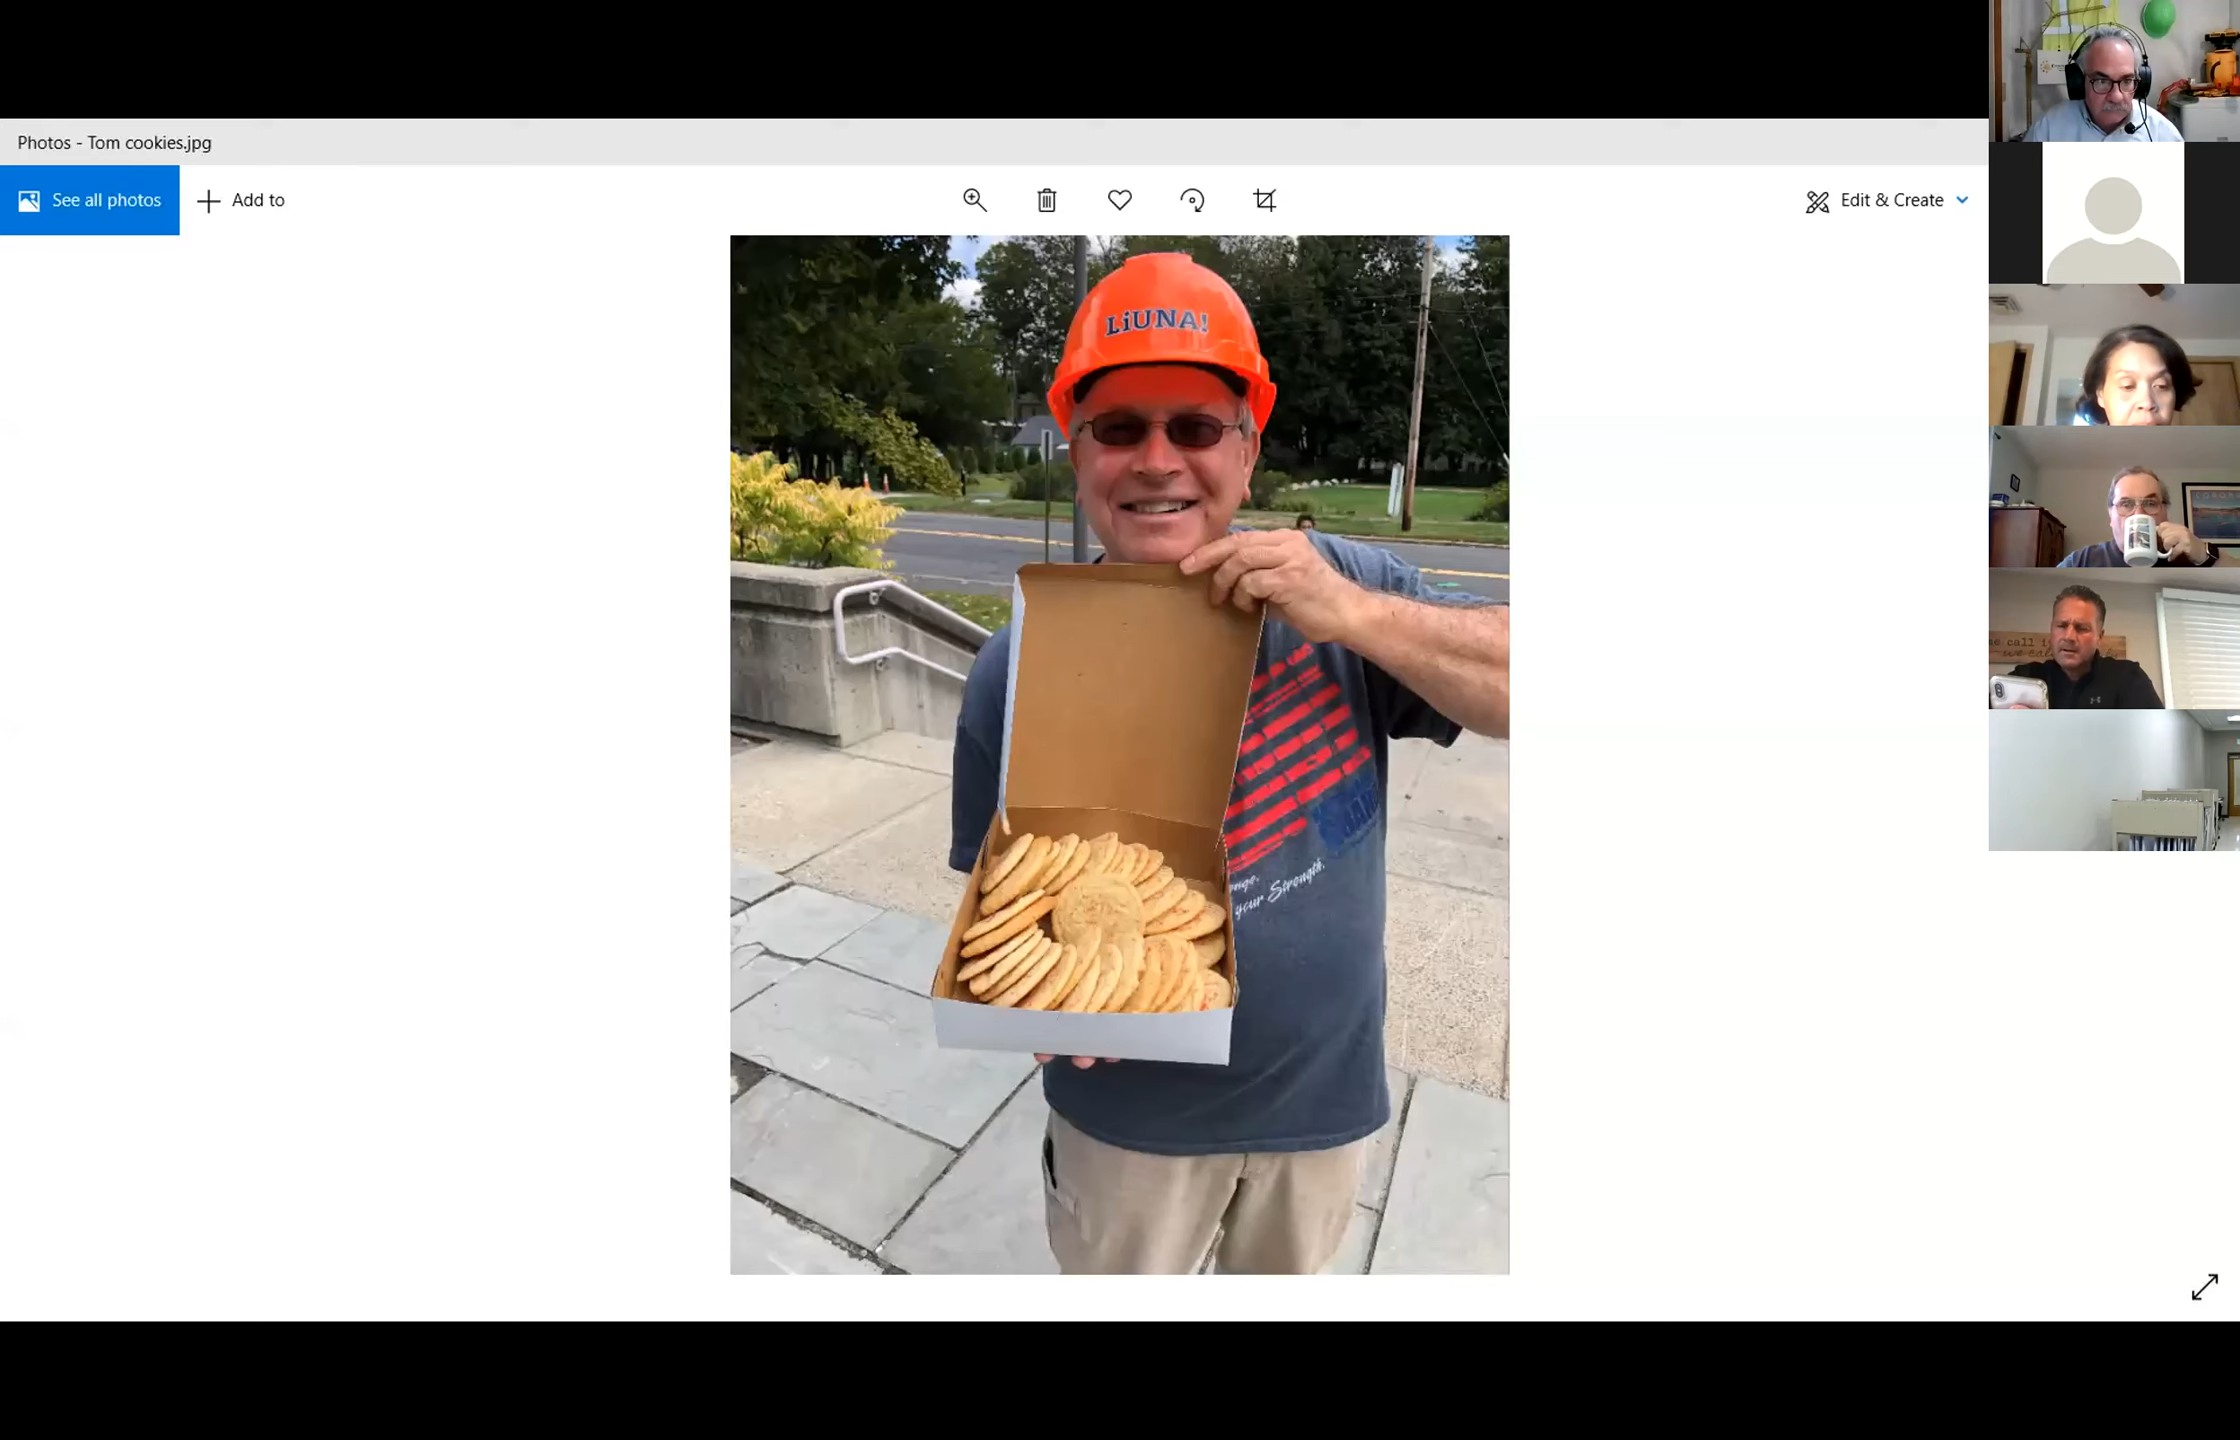 Photos - Tom cookies.jpg
See all photos
Add to
Edit & Create
LiUNA!
your Strength.